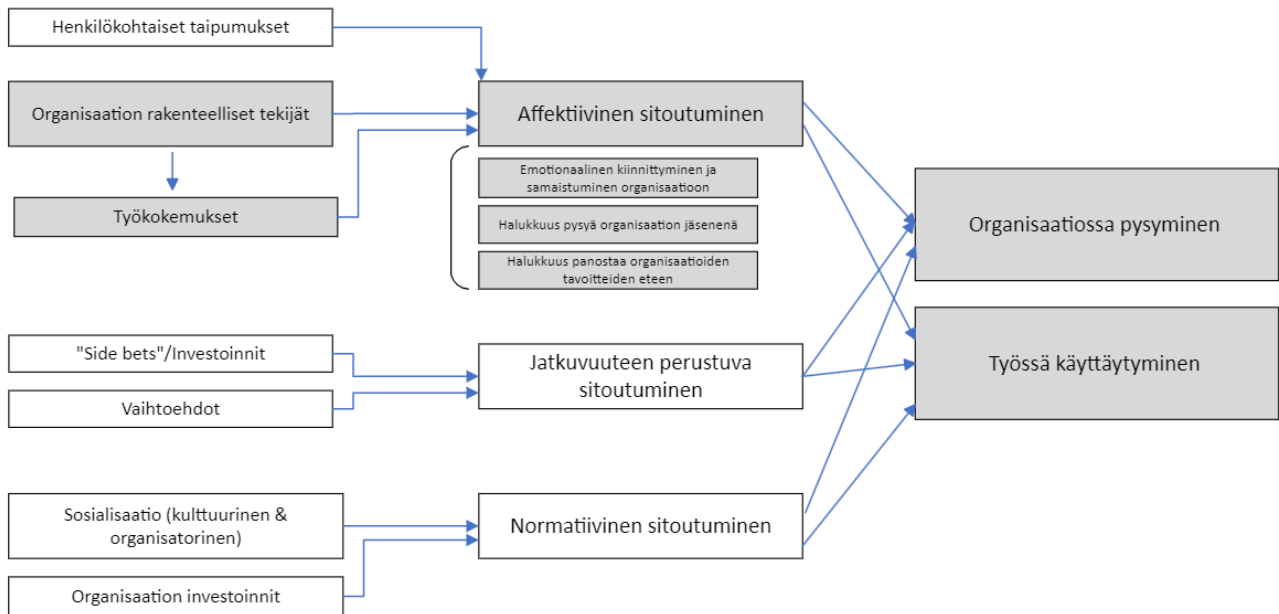 Henkilökohtaiset taipumukset
Organisaation rakenteelliset tekijät
Työkokemukset
Affektiivinen sitoutuminen
Emotionaalinen kiinnittyminen ja
samaistuminen organisaatioon
Halukkuus pysyä organisaation jäsenenä
Halukkuus panostaa organisaatioiden
tavoitteiden eteen
"Side bets"/Investoinnit
Vaihtoehdot
Jatkuvuuteen perustuva
sitoutuminen
Sosialisaatio (kulttuurinen &
organisatorinen)
Organisaation investoinnit
Normatiivinen sitoutuminen
Organisaatiossa pysyminen
Työssä käyttäytyminen